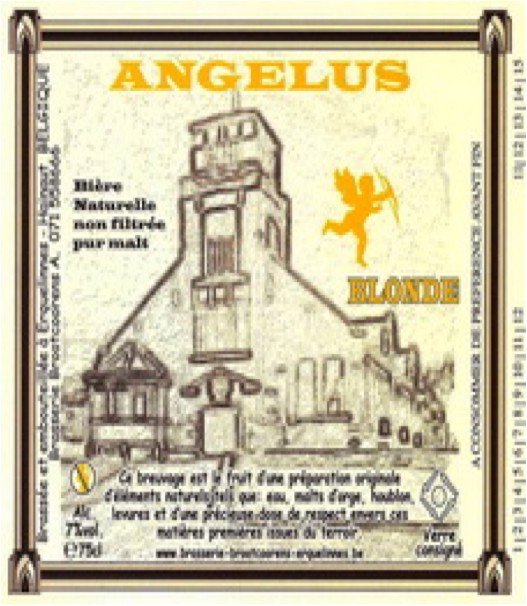 ANGELUS
Bière
Naturelle
non filtrée
pur malt
BLONDE
Ce breuvage est le fruit d'une préparation originale
d'éléments naturels tels que: eau, malts d'orge, houblon,
levures et d'une précieuse dose de respect envers ces
matières premières issues du terroir.
www.brasserie-brootcoorens-erquelinnes.be
Alc.
7%vol.
℮75cl
Verre
consigné
Brassée et embouteillée à Erquelinnes - Hainaut BELGIQUE
Brasserie Brootcoorens A. 071 558666
A CONSOMMER DE PREFERENCE AVANT FIN
1 | 2 | 3 | 4 | 5 | 6 | 7 | 8 | 9 | 10 | 11 | 12
11 | 12 | 13 | 14 | 15